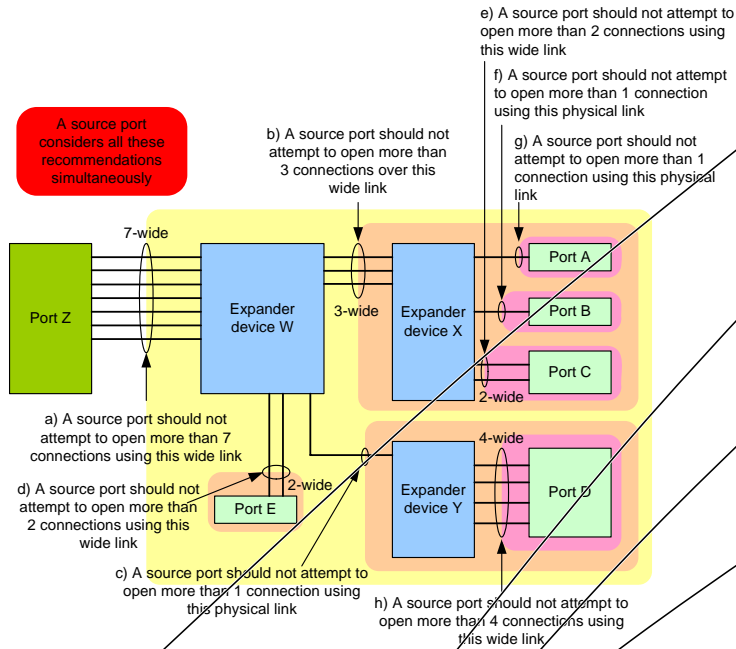 e) A source port should not attempt to
open more than 2 connections using
this wide link
f) A source port should not attempt
to open more than 1 connection
using this physical link
A source port
considers all these
recommendations
simultaneously
b) A source port should not
attempt to open more than
3 connections over this
wide link
g) A source port should not
attempt to open more than 1
connection using this physical
link
7-wide
Port Z
Expander
device W
3-wide
Expander
device X
Port A
Port B
Port C
2-wide
a) A source port should not
attempt to open more than 7
connections using this wide link
4-wide
d) A source port should not
attempt to open more than
2 connections using this
wide link
2-wide
Port E
Expander
device Y
Port D
c) A source port should not attempt to
open more than 1 connection using
this physical link
h) A source port should not attempt to
open more than 4 connections using
this wide link